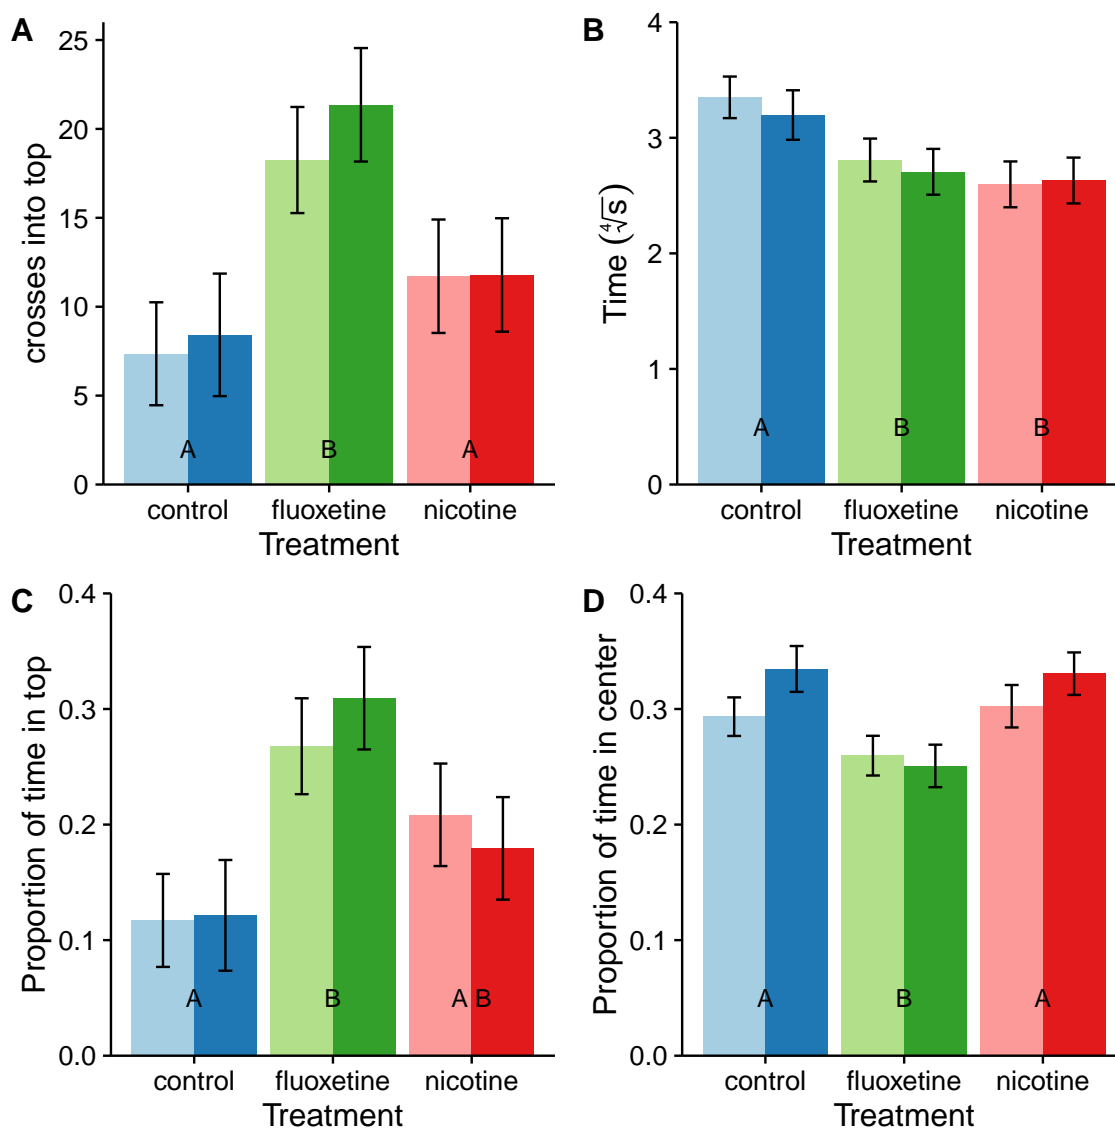 A
crosses into top
25
20
15
10
5
0
A
B
A
control
fluoxetine
nicotine
Treatment
B
Time (∜s)
4
3
2
1
0
A
B
B
control
fluoxetine
nicotine
Treatment
C
Proportion of time in top
0.4
0.3
0.2
0.1
0.0
A
B
A B
control
fluoxetine
nicotine
Treatment
D
Proportion of time in center
0.4
0.3
0.2
0.1
0.0
A
B
A
control
fluoxetine
nicotine
Treatment